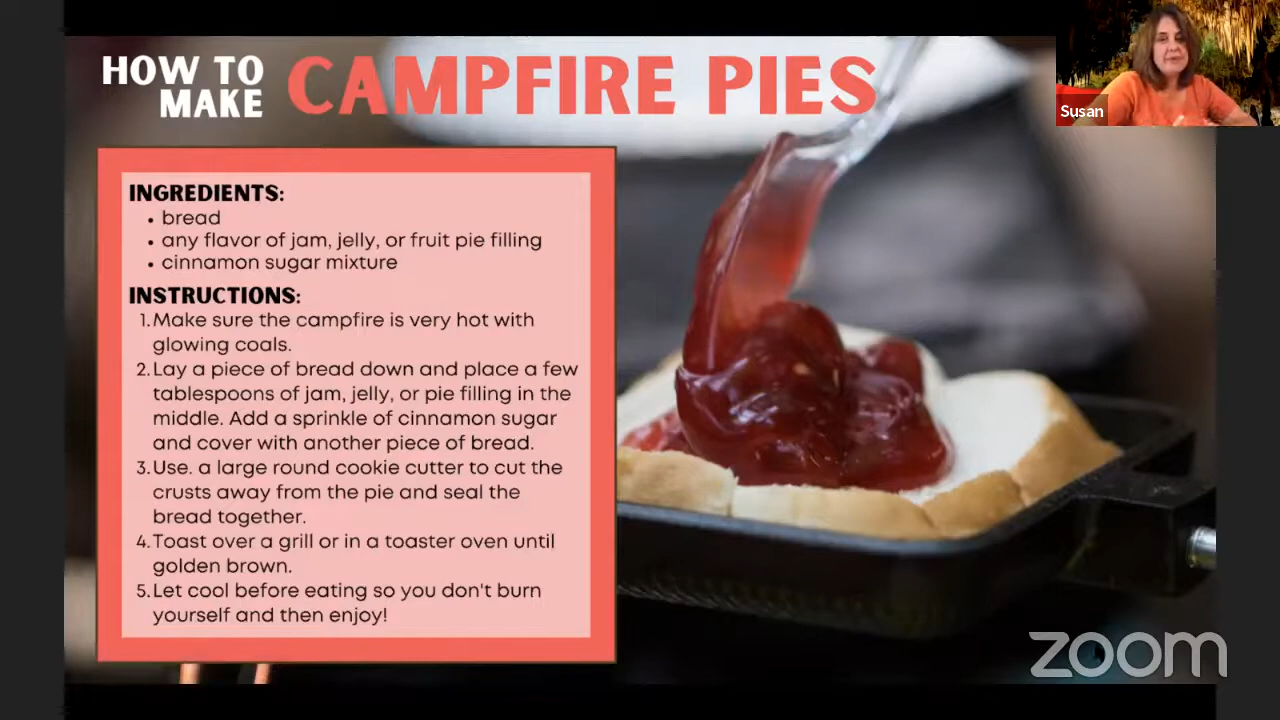 HOW TO
MAKE
CAMPFIRE PIES
Susan
INGREDIENTS:
• bread
• any flavor of jam, jelly, or fruit pie filling
• cinnamon sugar mixture
INSTRUCTIONS:
1. Make sure the campfire is very hot with
glowing coals.
2. Lay a piece of bread down and place a few
tablespoons of jam, jelly, or pie filling in the
middle. Add a sprinkle of cinnamon sugar
and cover with another piece of bread.
3. Use. a large round cookie cutter to cut the
crusts away from the pie and seal the
bread together.
4. Toast over a grill or in a toaster oven until
golden brown.
5. Let cool before eating so you don't burn
yourself and then enjoy!
zoom